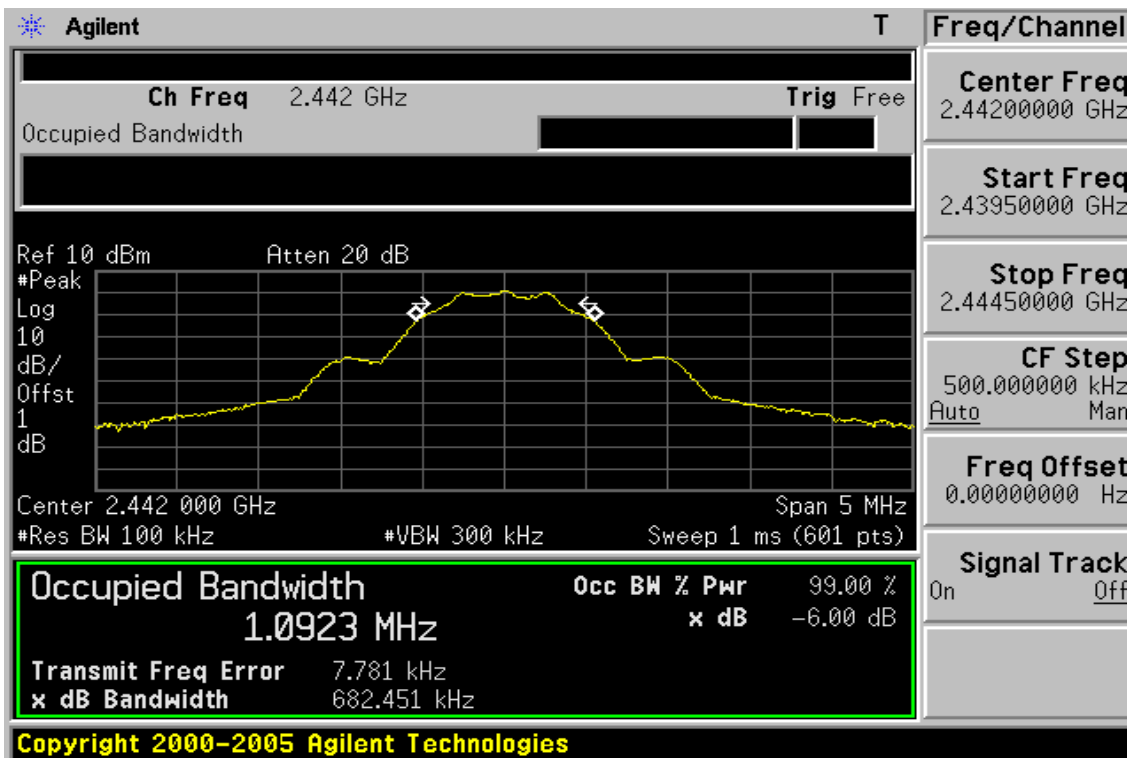 Agilent T
Ch Freq 2.442 GHz Trig Free
Occupied Bandwidth
Ref 10 dBm Atten 20 dB
#Peak
Log
10
dB/
Offst
1
dB
Center 2.442 000 GHz Span 5 MHz
#Res BW 100 kHz #VBW 300 kHz Sweep 1 ms (601 pts)
Occupied Bandwidth Occ BW % Pwr 99.00 %
1.0923 MHz x dB -6.00 dB
Transmit Freq Error 7.781 kHz
x dB Bandwidth 682.451 kHz
Copyright 2000-2005 Agilent Technologies
Freq/Channel
Center Freq
2.44200000 GHz
Start Freq
2.43950000 GHz
Stop Freq
2.44450000 GHz
CF Step
500.000000 kHz
Auto Man
Freq Offset
0.00000000 Hz
Signal Track
On Off